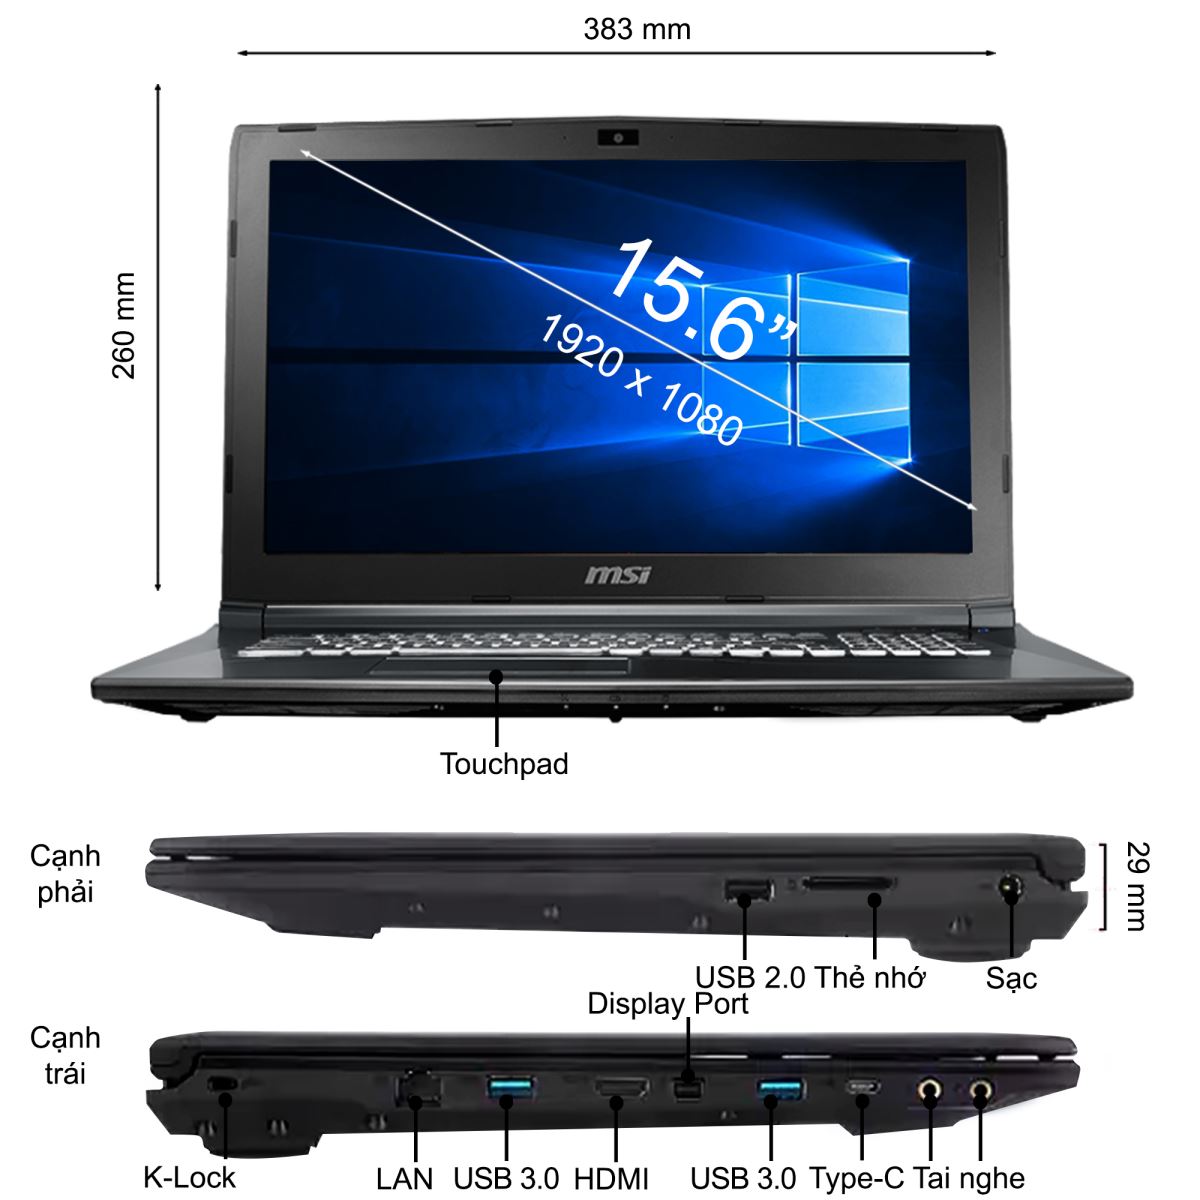 383 mm
260 mm
15.6”
1920 x 1080
msi
Touchpad
Cạnh
phải
29 mm
USB 2.0 Thẻ nhớ Sạc
Display Port
Cạnh
trái
K-Lock LAN USB 3.0 HDMI USB 3.0 Type-C Tai nghe